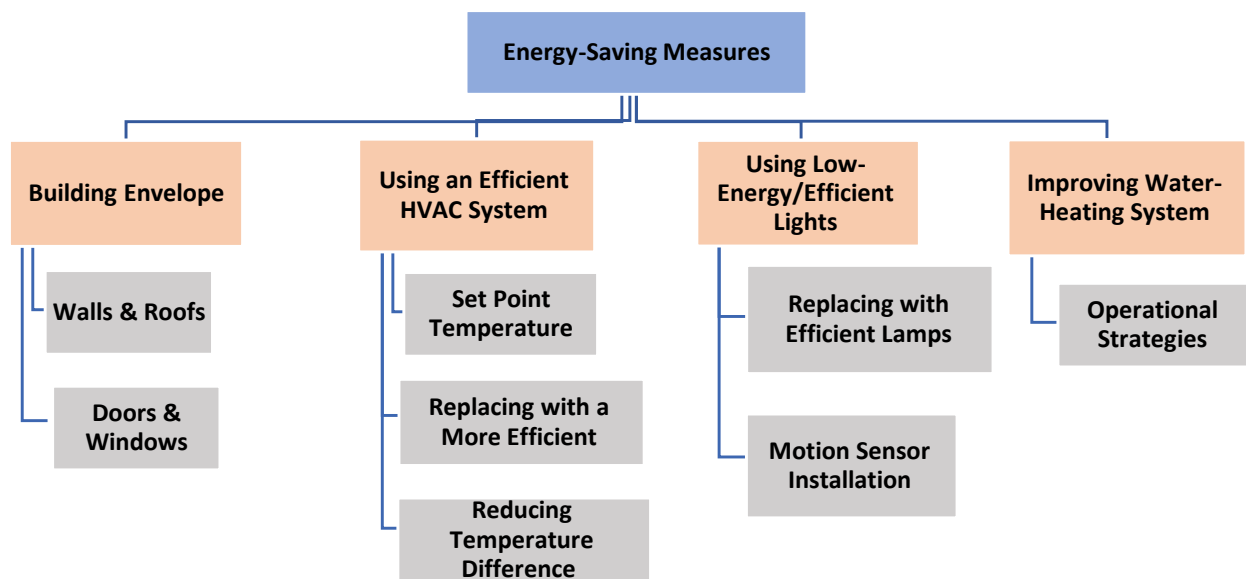 Energy-Saving Measures
Building Envelope
Walls & Roofs
Doors &
Windows
Using an Efficient
HVAC System
Set Point
Temperature
Replacing with a
More Efficient
Reducing
Temperature
Difference
Using Low-
Energy/Efficient
Lights
Replacing with
Efficient Lamps
Motion Sensor
Installation
Improving Water-
Heating System
Operational
Strategies